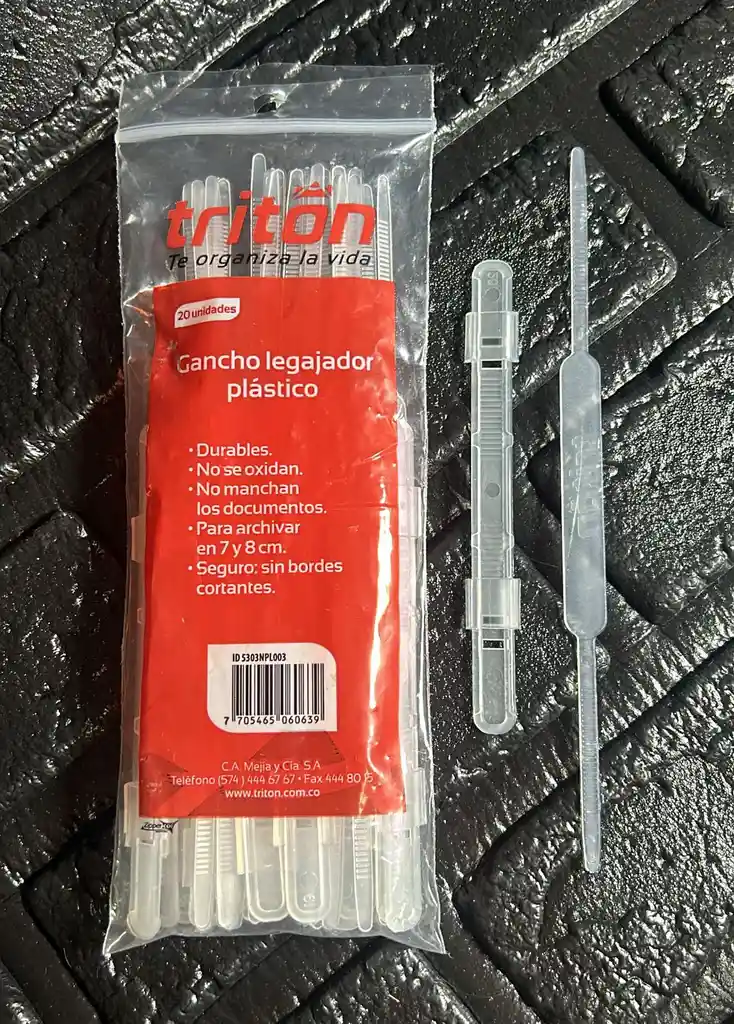 triton
Te organiza la vida
20 unidades
Gancho legajador
plástico
• Durables.
• No se oxidan.
• No manchan
los documentos.
• Para archivar
en 7 y 8 cm.
• Seguro: sin bordes
cortantes.
ID 5303NPL003
7 705465 060639
C.A. Mejía y Cía. S.A
Teléfono (574) 444 67 67 • Fax 444 80 15
www.triton.com.co